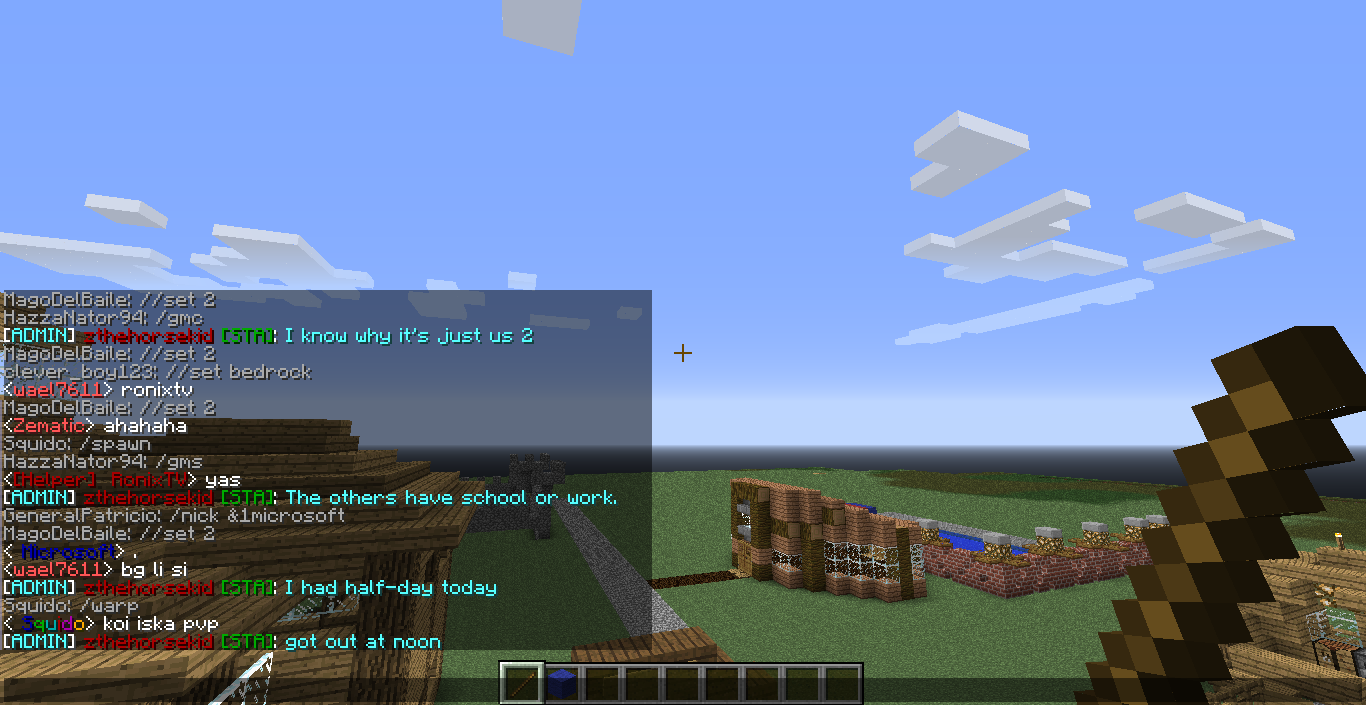 MagoDelBaile: //set 2
HazzaNator94: /gmc
[ADMIN] zthehorsekid [STA]: I know why it's just us 2
MagoDelBaile: //set 2
clever_boy123: //set bedrock
<wael7611> ronixtv
MagoDelBaile: //set 2
<Zematic> ahahaha
Squido: /spawn
HazzaNator94: /gms
<[Helper] RonixTV> yas
[ADMIN] zthehorsekid [STA]: The others have school or work.
GeneralPatricio: /nick &1microsoft
MagoDelBaile: //set 2
< Microsoft> .
<wael7611> bg li si
[ADMIN] zthehorsekid [STA]: I had half-day today
Squido: /warp
< Squido> koi iska pvp
[ADMIN] zthehorsekid [STA]: got out at noon